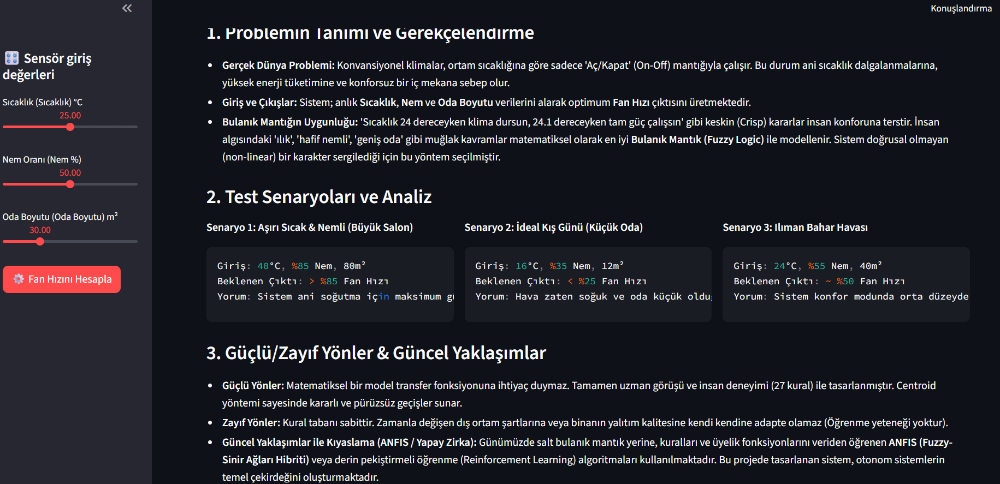 Konuşlandırma
Sensör giriş
değerleri
Sıcaklık (Sıcaklık) °C
25.00
Nem Oranı (Nem %)
50.00
Oda Boyutu (Oda Boyutu) m²
30.00
Fan Hızını Hesapla
1. Problemin Tanımı ve Gerekçelendirme
Gerçek Dünya Problemi: Konvansiyonel klimalar, ortam sıcaklığına göre sadece 'Aç/Kapat' (On-Off) mantığıyla çalışır. Bu durum ani sıcaklık dalgalanmalarına,
yüksek enerji tüketimine ve konforsuz bir iç mekana sebep olur.
Giriş ve Çıkışlar: Sistem; anlık Sıcaklık, Nem ve Oda Boyutu verilerini alarak optimum Fan Hızı çıktısını üretmektedir.
Bulanık Mantığın Uygunluğu: 'Sıcaklık 24 dereceyken klima dursun, 24.1 dereceyken tam güç çalışsın' gibi keskin (Crisp) kararlar insan konforuna terstir. İnsan
algısındaki 'ılık', 'hafif nemli', 'geniş oda' gibi muğlak kavramlar matematiksel olarak en iyi Bulanık Mantık (Fuzzy Logic) ile modellenir. Sistem doğrusal olmayan
(non-linear) bir karakter sergilediği için bu yöntem seçilmiştir.
2. Test Senaryoları ve Analiz
Senaryo 1: Aşırı Sıcak & Nemli (Büyük Salon)
Giriş: 40°C, %85 Nem, 80m²
Beklenen Çıktı: > %85 Fan Hızı
Yorum: Sistem ani soğutma için maksimum
Senaryo 2: İdeal Kış Günü (Küçük Oda)
Giriş: 16°C, %35 Nem, 12m²
Beklenen Çıktı: < %25 Fan Hızı
Yorum: Hava zaten soğuk ve oda küçük
Senaryo 3: Ilıman Bahar Havası
Giriş: 24°C, %55 Nem, 40m²
Beklenen Çıktı: ~ %50 Fan Hızı
Yorum: Sistem konfor modunda orta düzeyde
3. Güçlü/Zayıf Yönler & Güncel Yaklaşımlar
Güçlü Yönler: Matematiksel bir model transfer fonksiyonuna ihtiyaç duymaz. Tamamen uzman görüşü ve insan deneyimi (27 kural) ile tasarlanmıştır. Centroid
yöntemi sayesinde kararlı ve pürüzsüz geçişler sunar.
Zayıf Yönler: Kural tabanı sabittir. Zamanla değişen dış ortam şartlarına veya binanın yalıtım kalitesine kendi kendine adapte olamaz (Öğrenme yeteneği yoktur).
Güncel Yaklaşımlar ile Kıyaslama (ANFIS / Yapay Zirka): Günümüzde salt bulanık mantık yerine, kuralları ve üyelik fonksiyonlarını veriden öğrenen ANFIS (Fuzzy-
Sinir Ağları Hibriti) veya derin pekiştirmeli öğrenme (Reinforcement Learning) algoritmaları kullanılmaktadır. Bu projede tasarlanan sistem, otonom sistemlerin
temel çekirdeğini oluşturmaktadır.